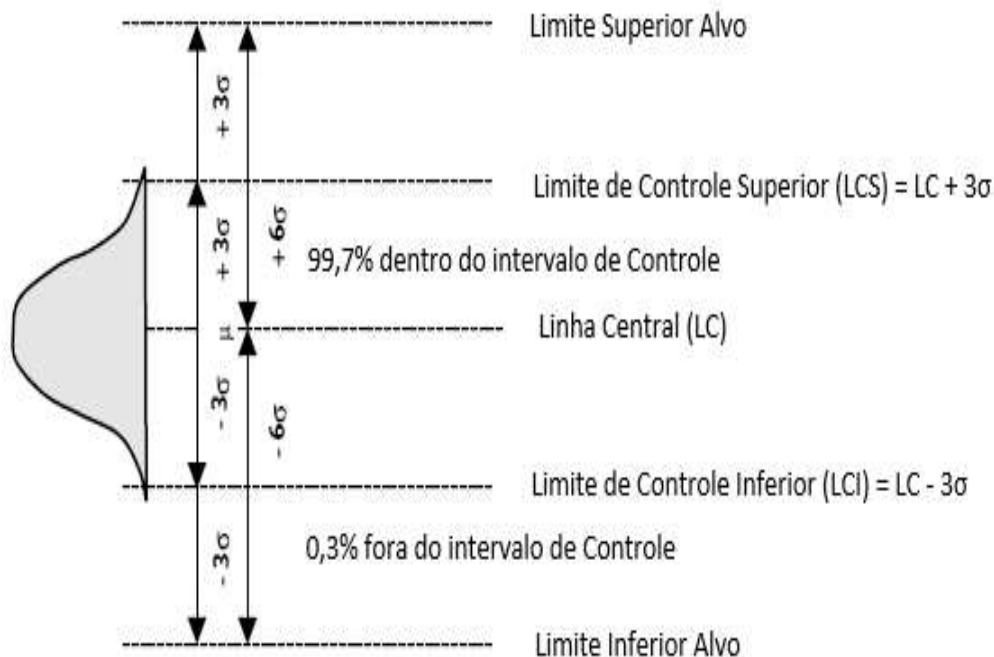 Limite Superior Alvo
+ 3σ
Limite de Controle Superior (LCS) = LC + 3σ
+ 3σ
+ 6σ
99,7% dentro do intervalo de Controle
μ
Linha Central (LC)
- 3σ
- 6σ
Limite de Controle Inferior (LCI) = LC - 3σ
- 3σ
0,3% fora do intervalo de Controle
Limite Inferior Alvo